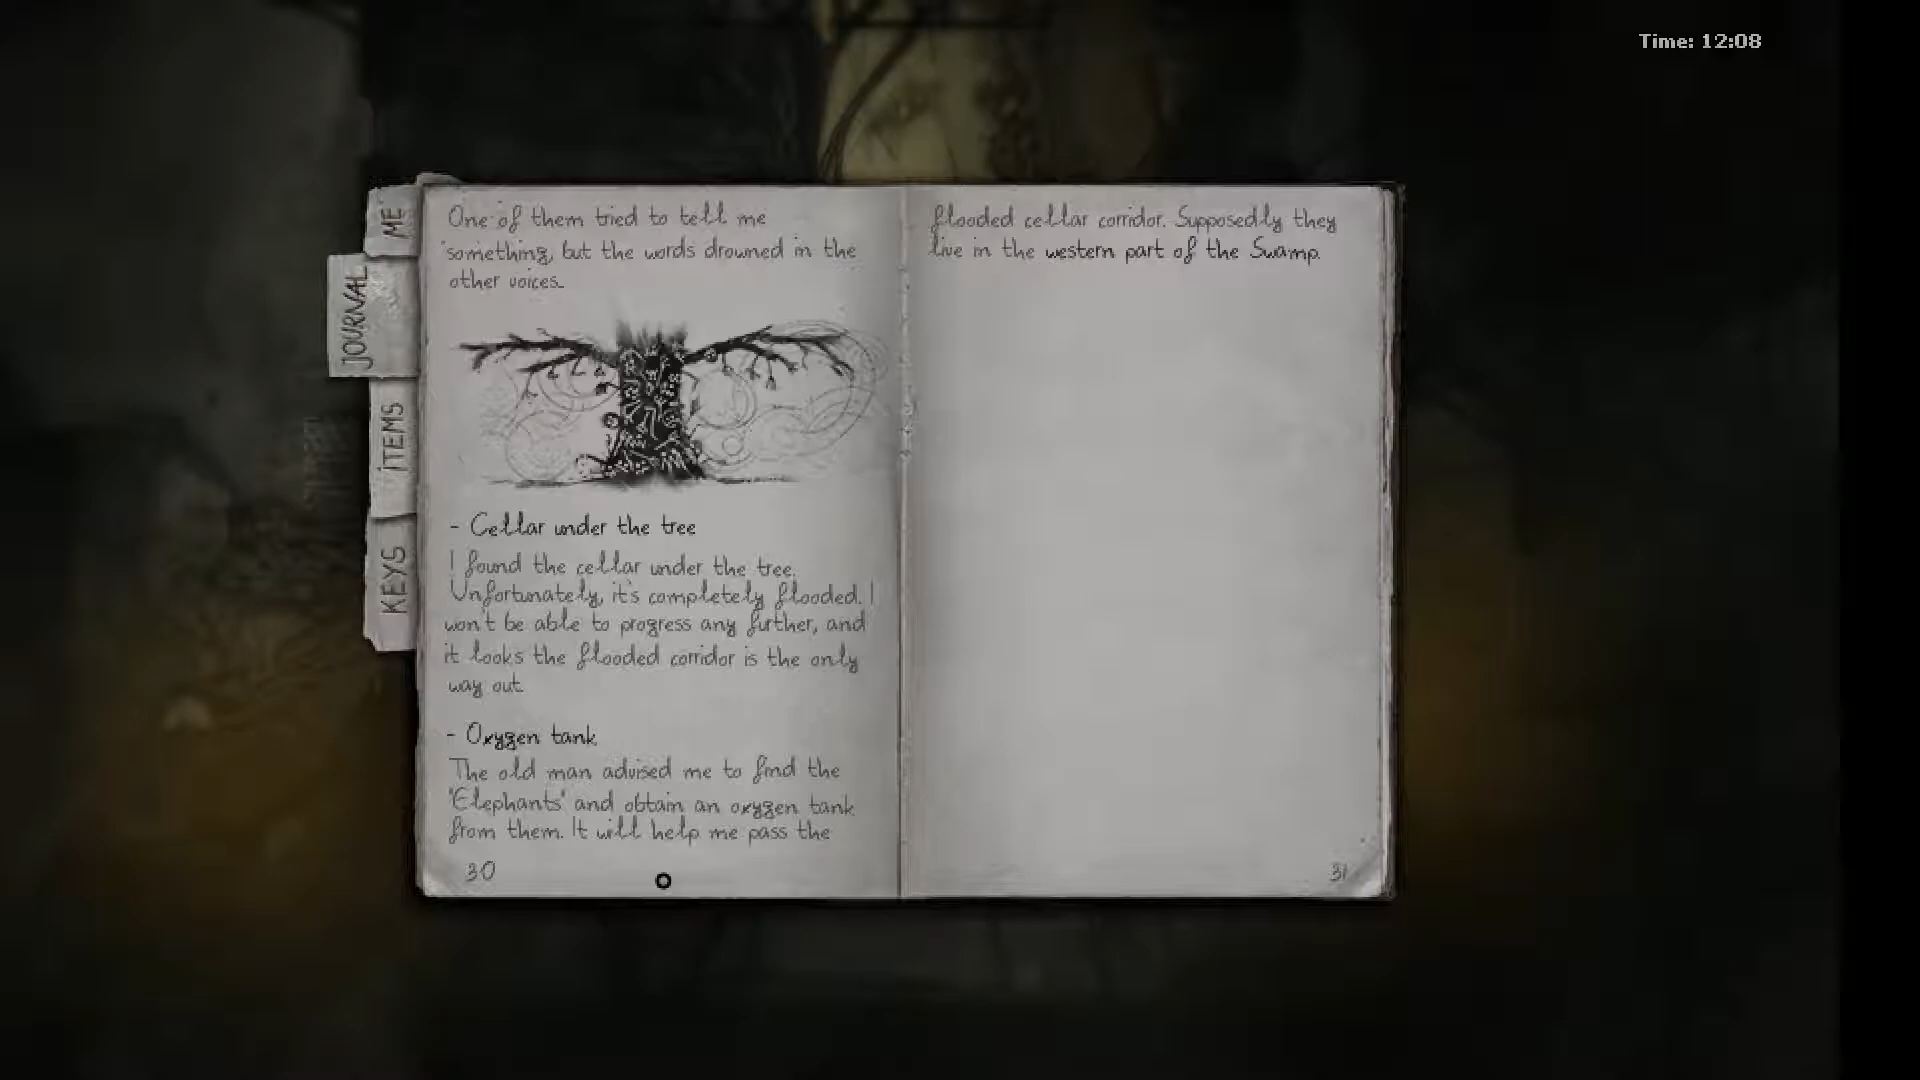 Time: 12:08
ME
JOURNAL
ITEMS
KEYS
One of them tried to tell me
something, but the words drowned in the
other voices...
- Cellar under the tree
I found the cellar under the tree.
Unfortunately, it's completely flooded. I
won't be able to progress any further, and
it looks the flooded corridor is the only
way out.
- Oxygen tank
The old man advised me to find the
'Elephants' and obtain an oxygen tank
from them. It will help me pass the
30
flooded cellar corridor. Supposedly they
live in the western part of the Swamp.
31